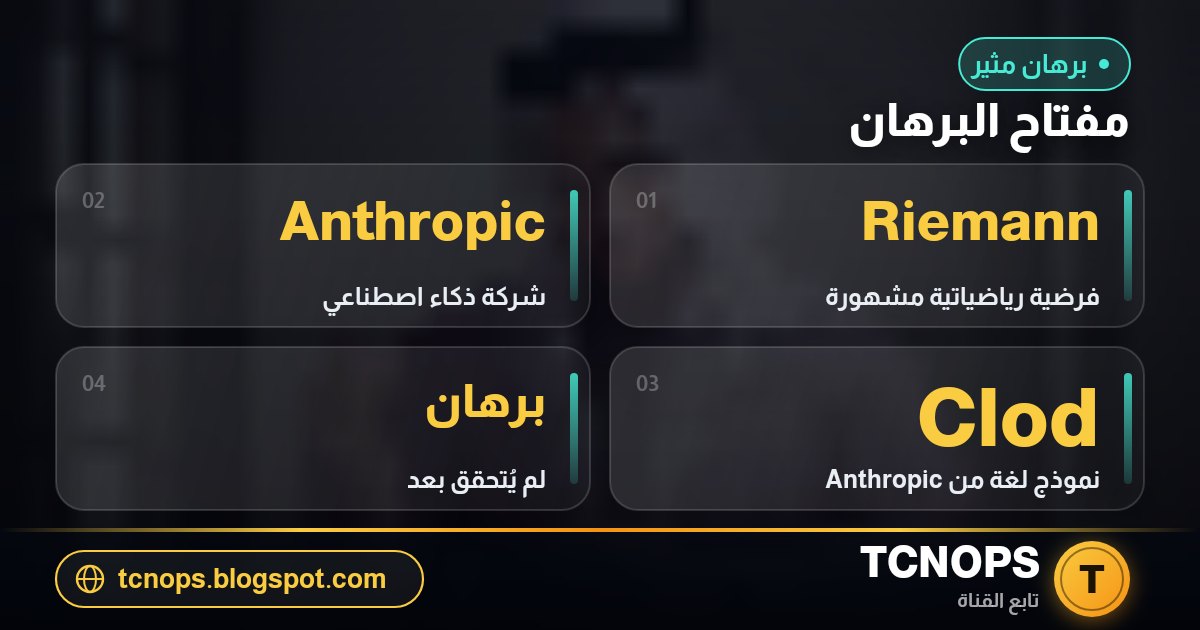 برهان مثير
مفتاح البرهان
01
Riemann
فرضية رياضياتية مشهورة
02
Anthropic
شركة ذكاء اصطناعي
03
Clod
نموذج لغة من Anthropic
04
برهان
لم يُتحقق بعد
T
TCNOPS
تابع القناة
tcnops.blogspot.com